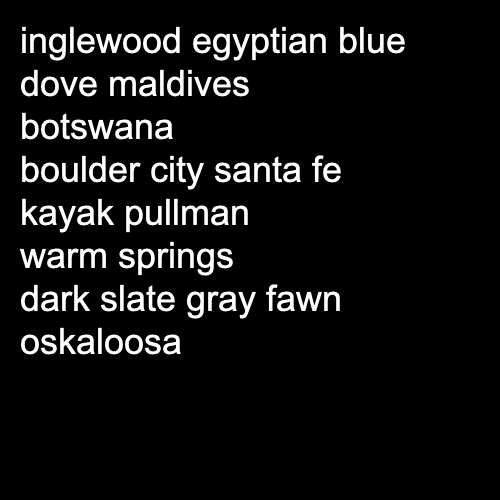 inglewood egyptian blue
dove maldives
botswana
boulder city santa fe
kayak pullman
warm springs
dark slate gray fawn
oskaloosa